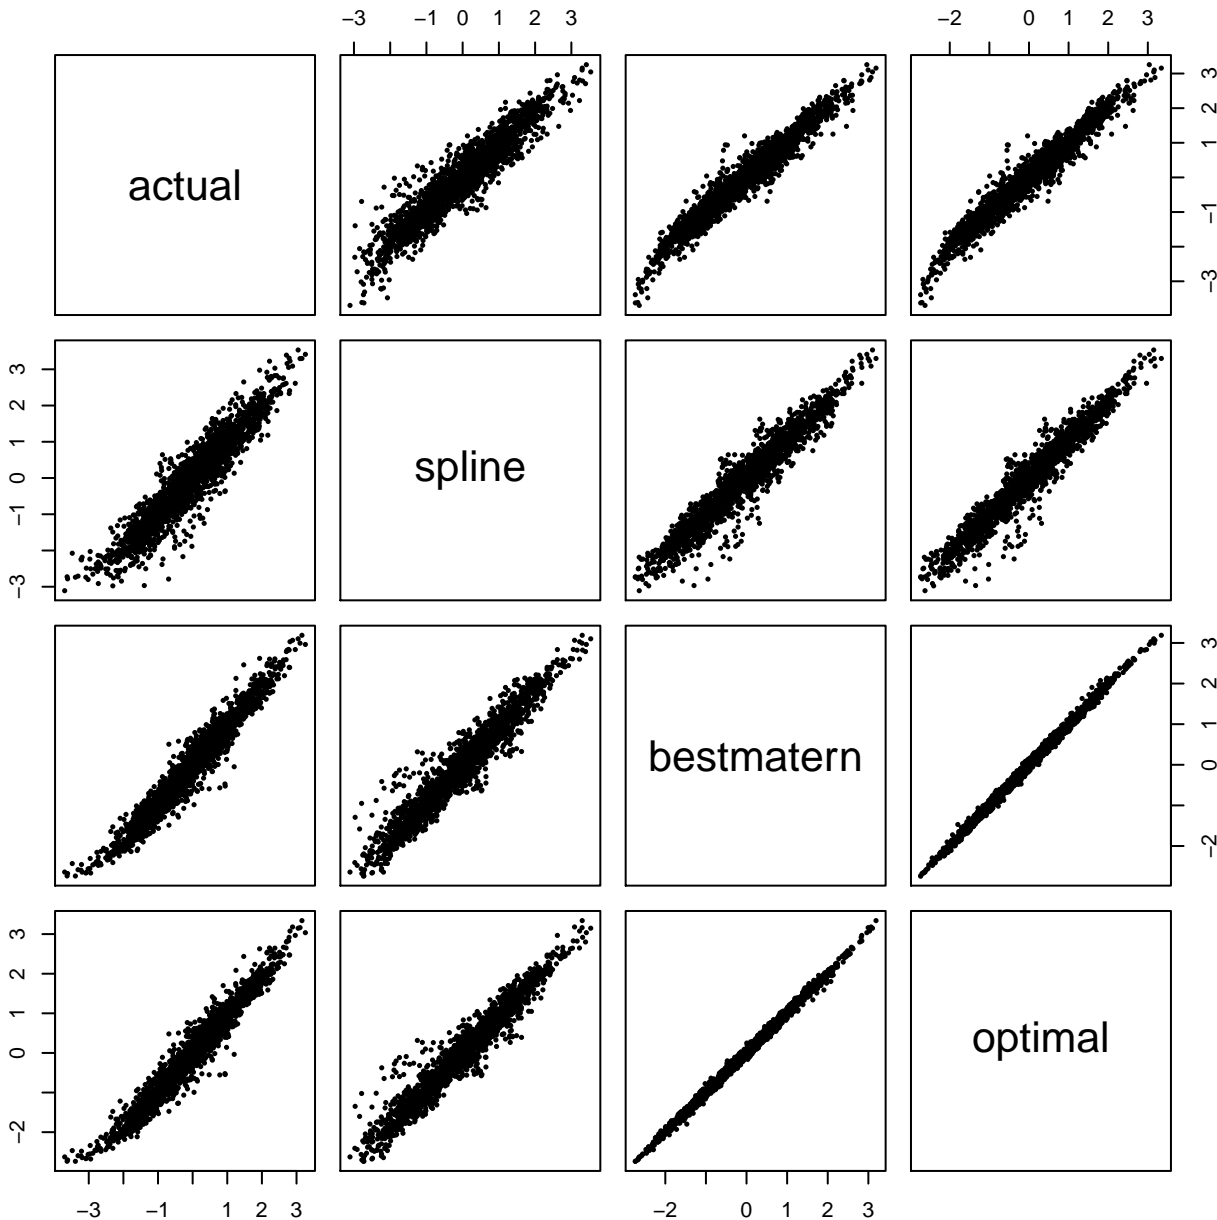 −3 −1 0 1 2 3 −2 0 1 2 3
actual
−3 −1 1 2 3
spline
−3 −1 0 1 2 3
bestmatern
−2 0 1 2 3
optimal
−2 0 1 2 3
−3 −1 1 2 3 −2 0 1 2 3